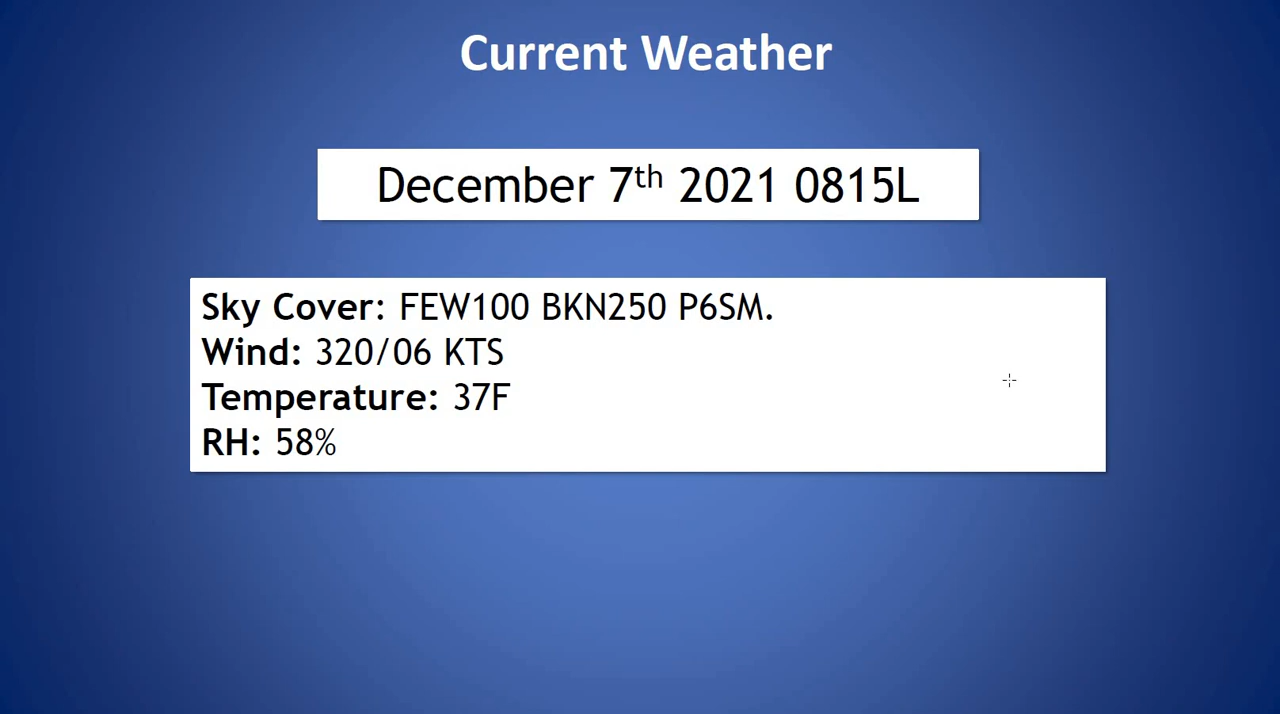 Current Weather
December 7th 2021 0815L
Sky Cover: FEW100 BKN250 P6SM.
Wind: 320/06 KTS
Temperature: 37F
RH: 58%